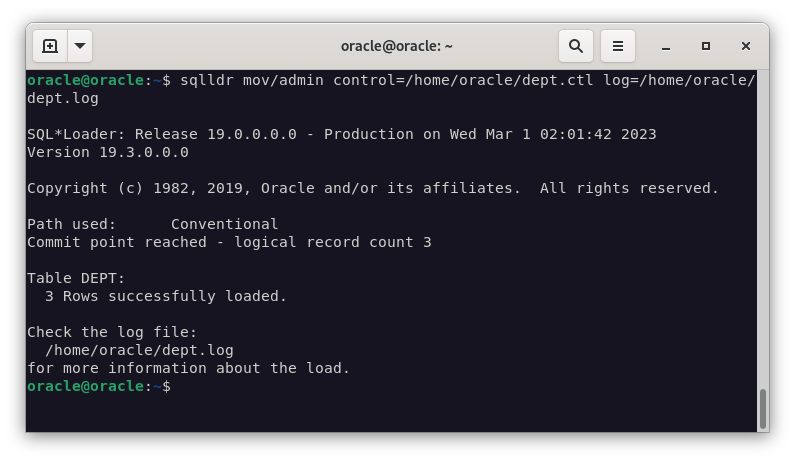 oracle@oracle: ~
oracle@oracle:~$ sqlldr mov/admin control=/home/oracle/dept.ctl log=/home/oracle/
dept.log
SQL*Loader: Release 19.0.0.0.0 - Production on Wed Mar 1 02:01:42 2023
Version 19.3.0.0.0
Copyright (c) 1982, 2019, Oracle and/or its affiliates.  All rights reserved.
Path used:      Conventional
Commit point reached - logical record count 3
Table DEPT:
  3 Rows successfully loaded.
Check the log file:
  /home/oracle/dept.log
for more information about the load.
oracle@oracle:~$